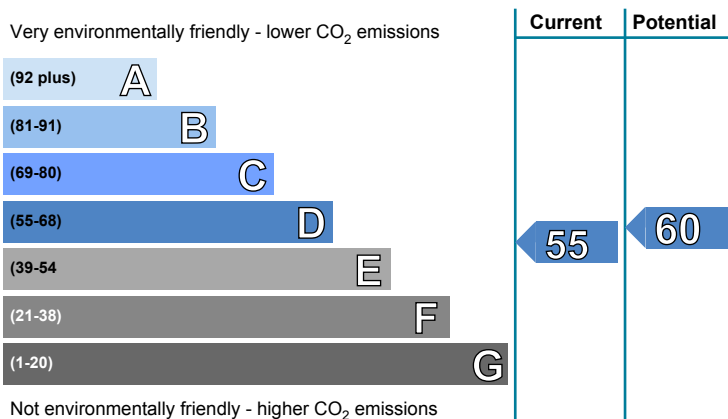 Current Potential
Very environmentally friendly - lower CO2 emissions
(92 plus) A
(81-91) B
(69-80) C
(55-68) D
55 60
(39-54 E
(21-38) F
(1-20) G
Not environmentally friendly - higher CO2 emissions